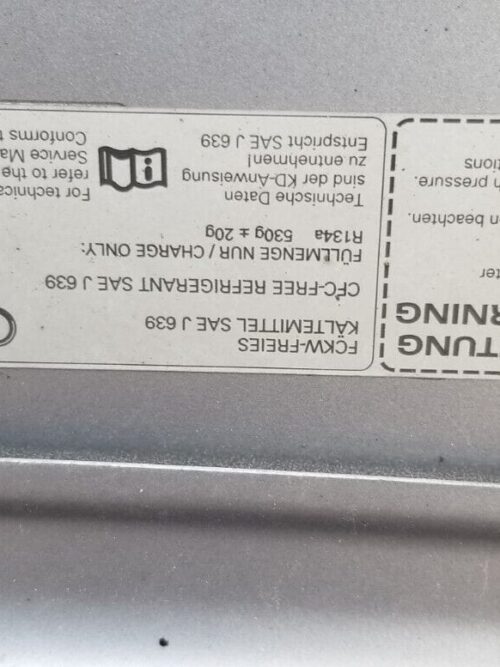 TUNG
RNING
ter
n beachten.
h pressure.
tions
FCKW-FREIES
KÄLTEMITTEL SAE J 639
CFC-FREE REFRIGERANT SAE J 639
FÜLLMENGE NUR / CHARGE ONLY:
R134a 530g ± 20g
Technische Daten
sind der KD-Anweisung
zu entnehmen!
Entspricht SAE J 639
For technica
refer to the
Service Ma
Conforms t